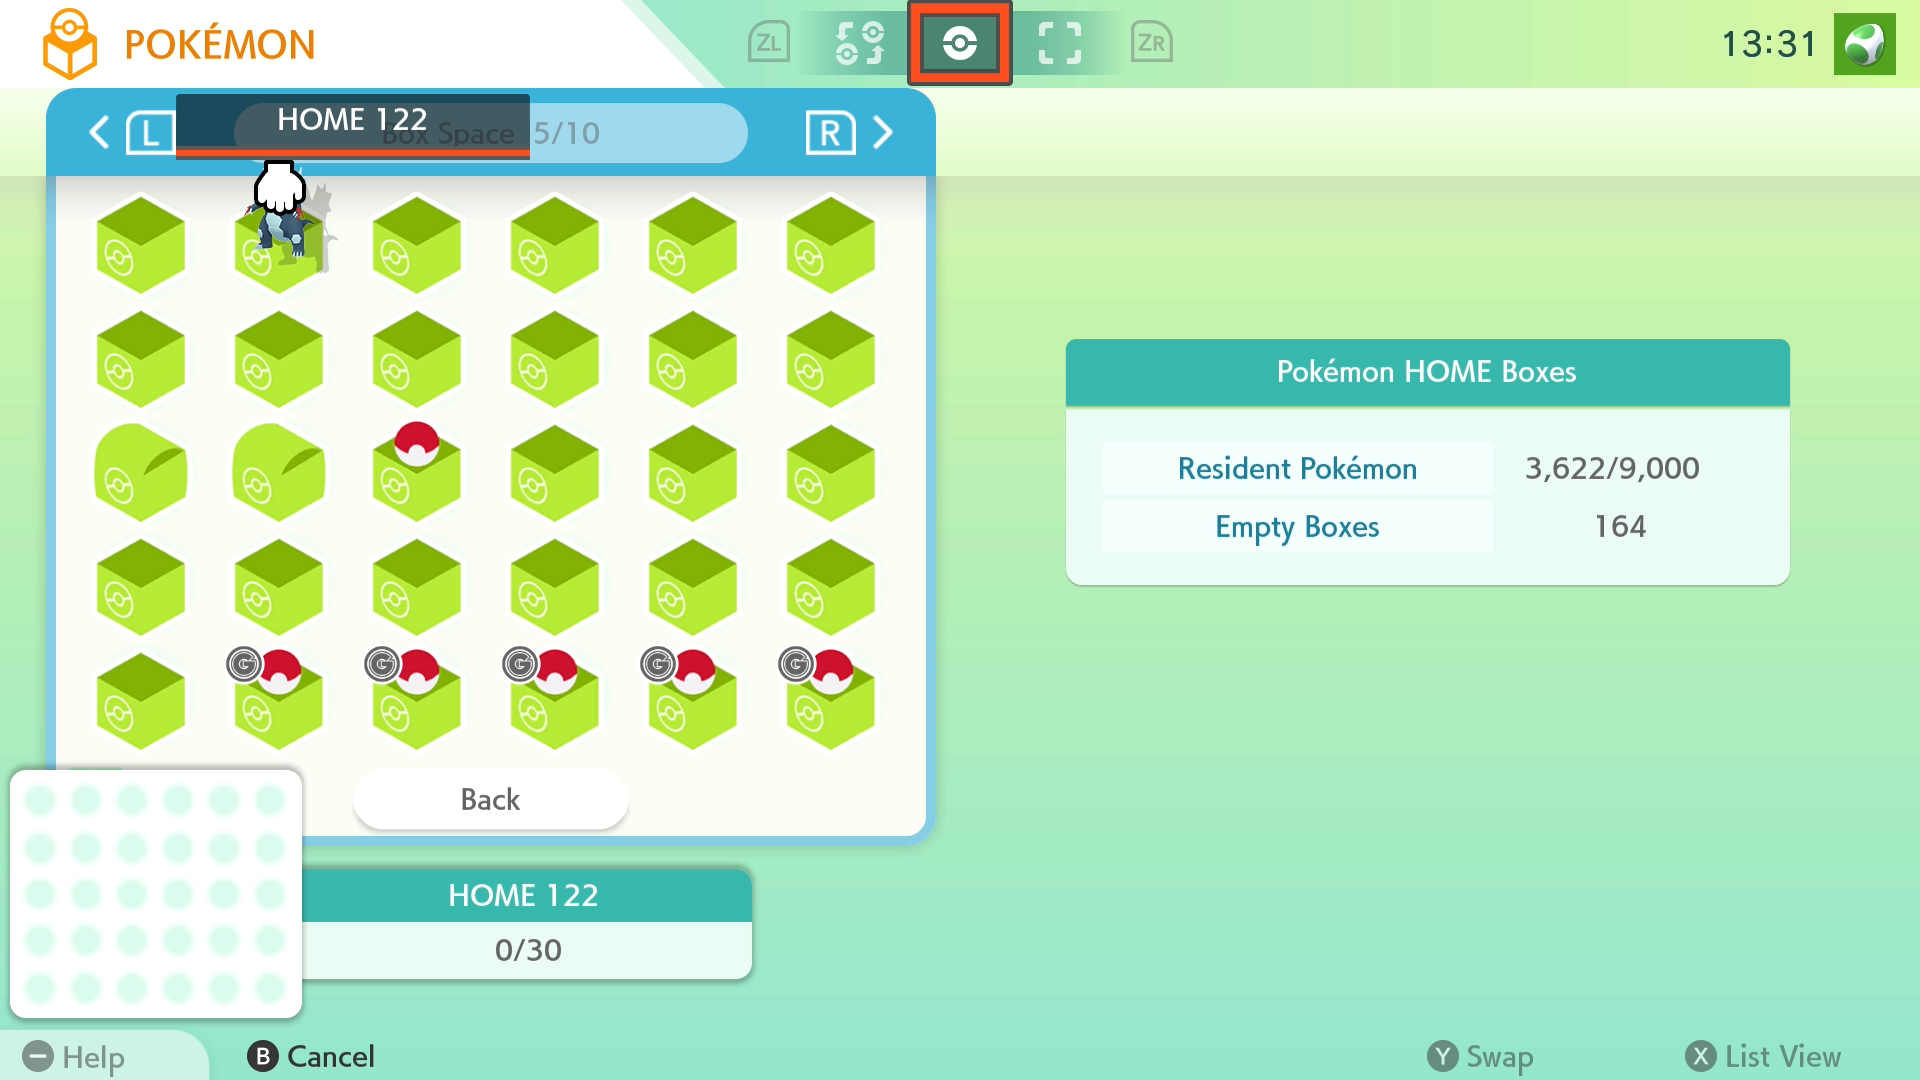 POKÉMON
ZL
ZR
13:31
L
HOME 122
Box Space 5/10
R
Pokémon HOME Boxes
Resident Pokémon 3,622/9,000
Empty Boxes 164
Back
HOME 122
0/30
Help
B Cancel
Y Swap
X List View